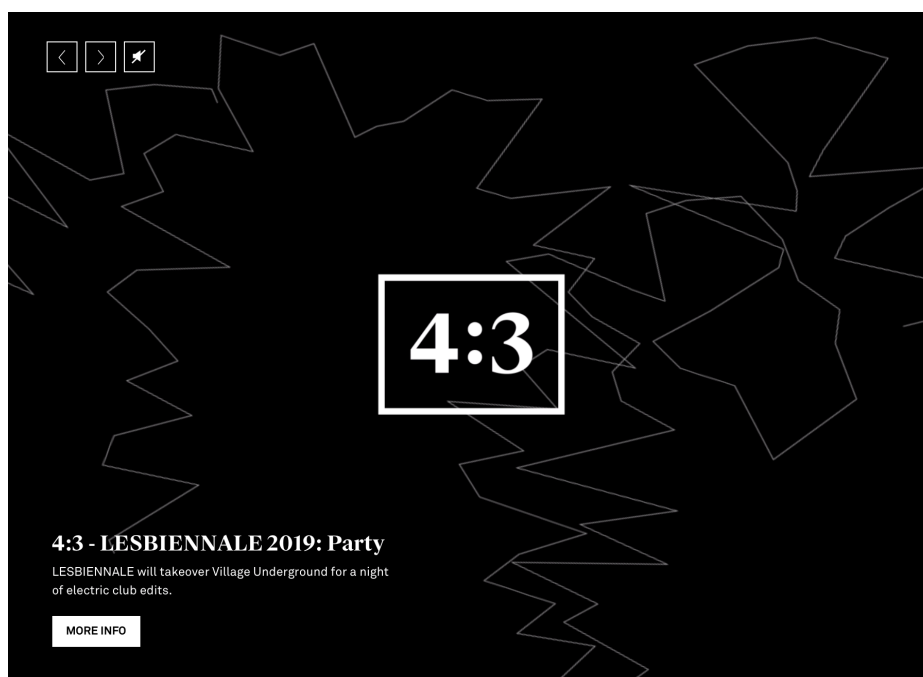 4:3
4:3 - LESBIENNALE 2019: Party
LESBIENNALE will takeover Village Underground for a night
of electric club edits.
MORE INFO